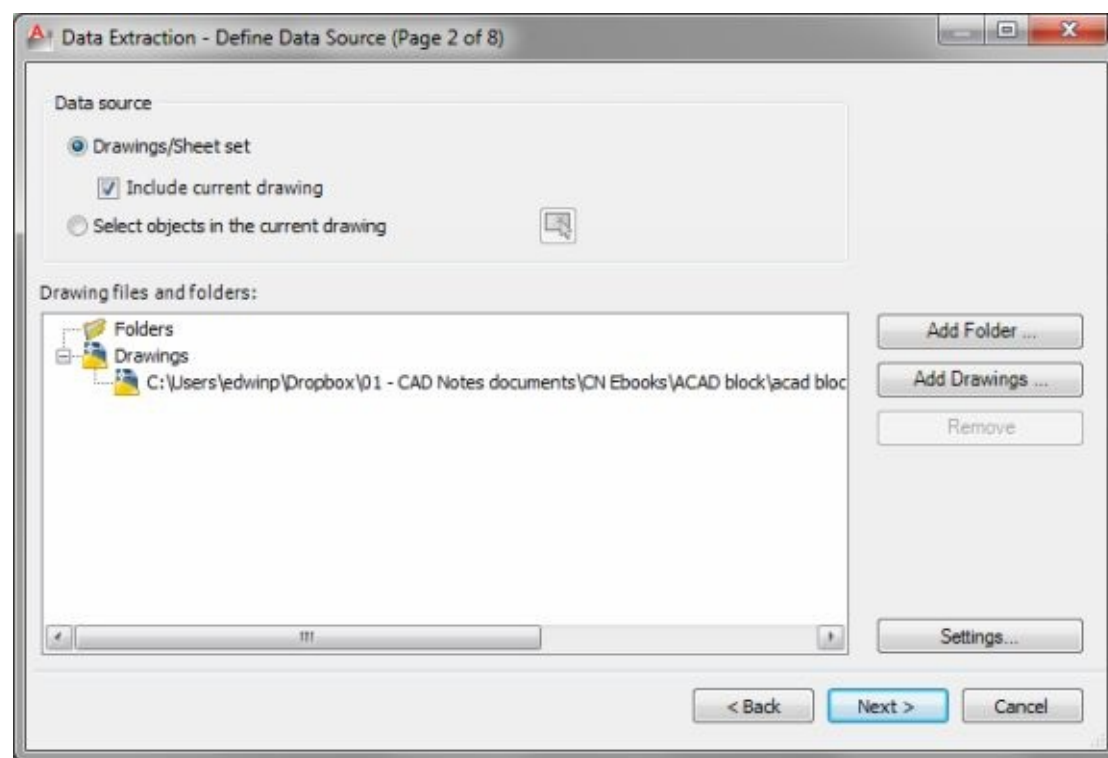 Data Extraction - Define Data Source (Page 2 of 8)
Data source
Drawings/Sheet set
Include current drawing
Select objects in the current drawing
Drawing files and folders:
Folders
Drawings
C:\Users\edwinp\Dropbox\01 - CAD Notes documents\CN Ebooks\ACAD block\acad bloc
Add Folder ...
Add Drawings ...
Remove
Settings...
< Back
Next >
Cancel